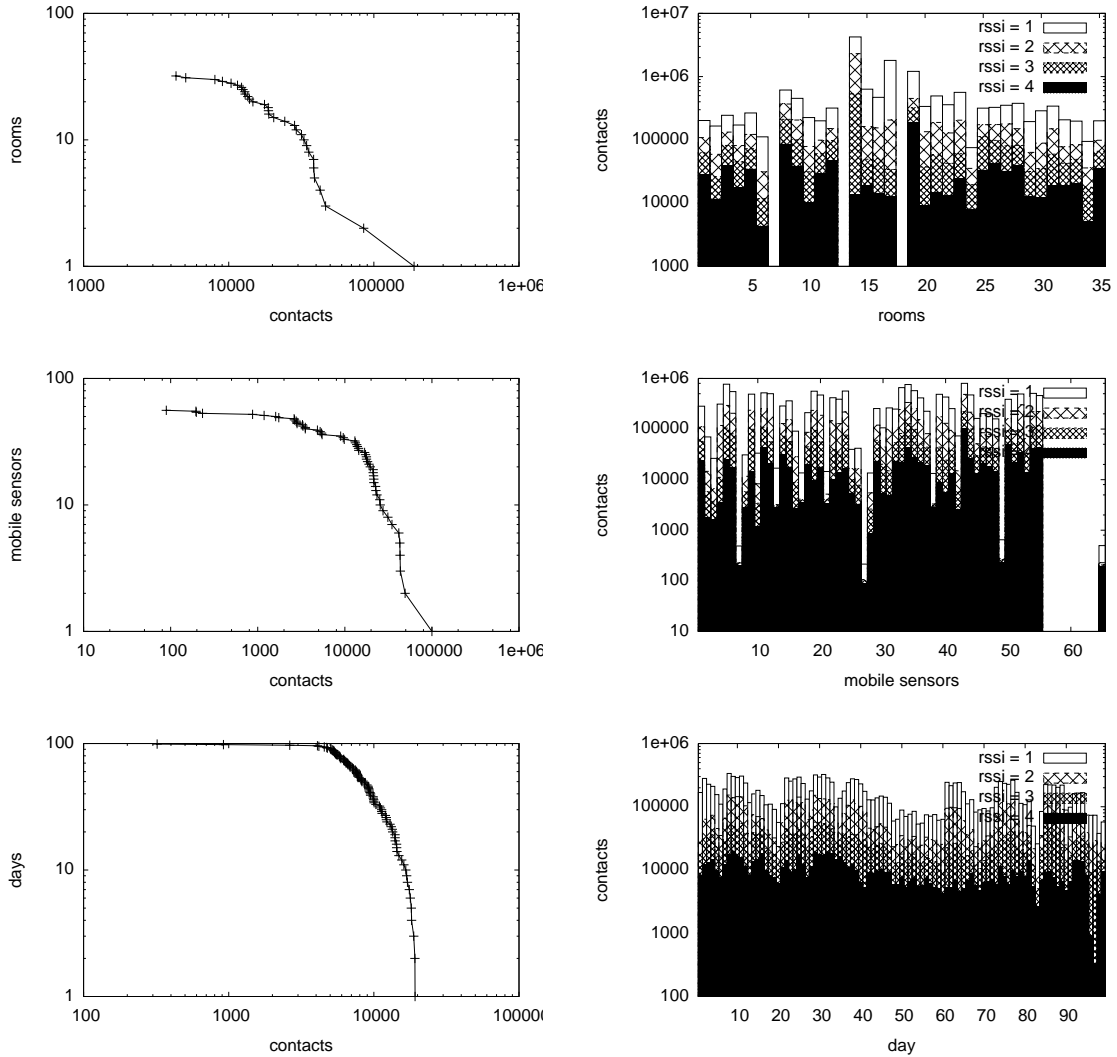 100
10
1
rooms
1000
10000
100000
1e+06
contacts
1e+07
1e+06
100000
10000
1000
contacts
rssi = 1
rssi = 2
rssi = 3
rssi = 4
5
10
15
20
25
30
35
rooms
100
10
1
mobile sensors
10
100
1000
10000
100000
1e+06
contacts
1e+06
100000
10000
1000
100
10
contacts
rssi = 1
rssi = 2
10
20
30
40
50
60
mobile sensors
100
10
1
days
100
1000
10000
100000
contacts
1e+06
100000
10000
1000
100
contacts
rssi = 1
rssi = 2
rssi = 3
rssi = 4
10
20
30
40
50
60
70
80
90
day